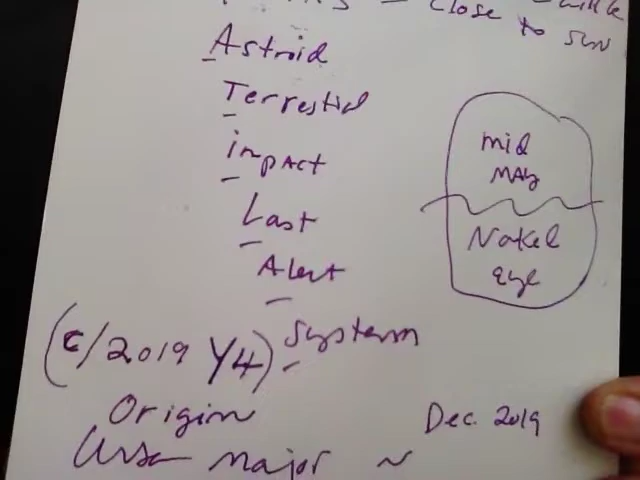 close to sun
Astroid
Terrestial
impact
Last
Alert
System
mid
May
Nakel
eye
(C/2019 Y4)
Origin
Dec. 2019
Ursa major ~